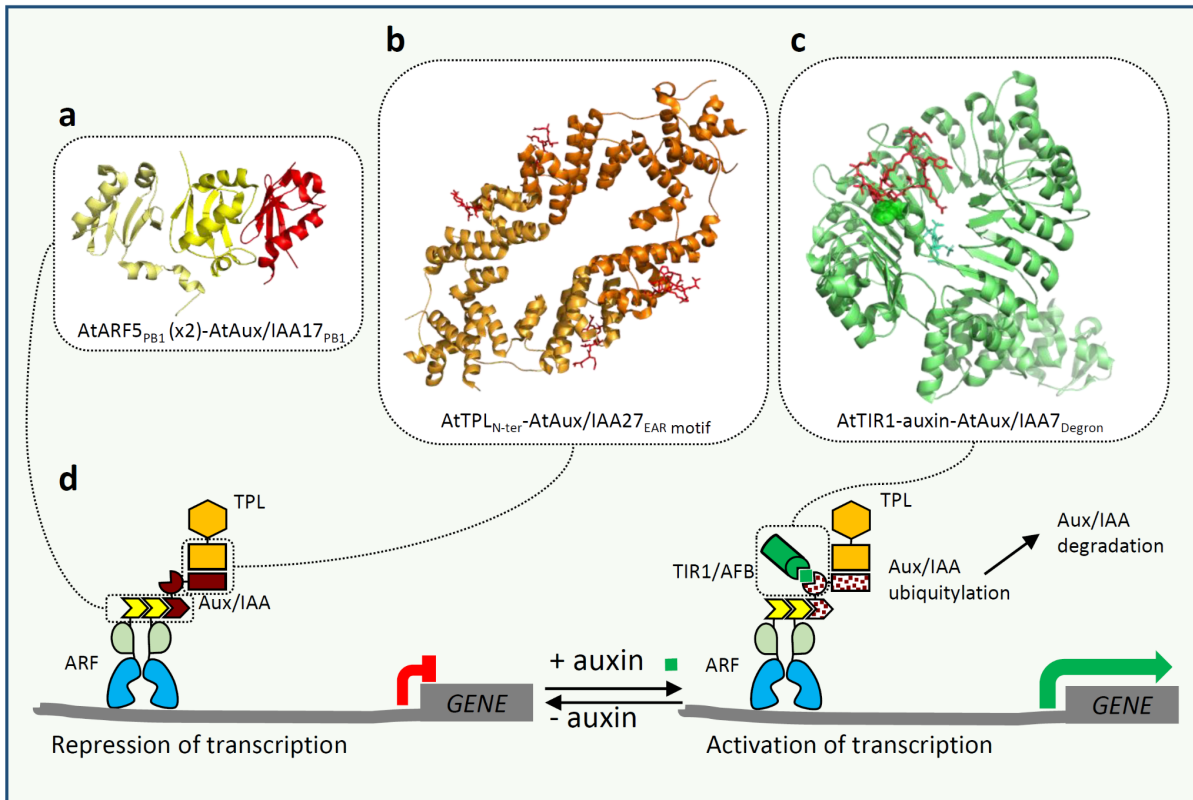 a
AtARF5PB1 (x2)-AtAux/IAA17PB1
b
AtTPLN-ter-AtAux/IAA27EAR motif
c
AtTIR1-auxin-AtAux/IAA7Degron
d
TPL
Aux/IAA
ARF
GENE
Repression of transcription
+ auxin
- auxin
TPL
TIR1/AFB
Aux/IAA
ubiquitylation
Aux/IAA
degradation
ARF
GENE
Activation of transcription